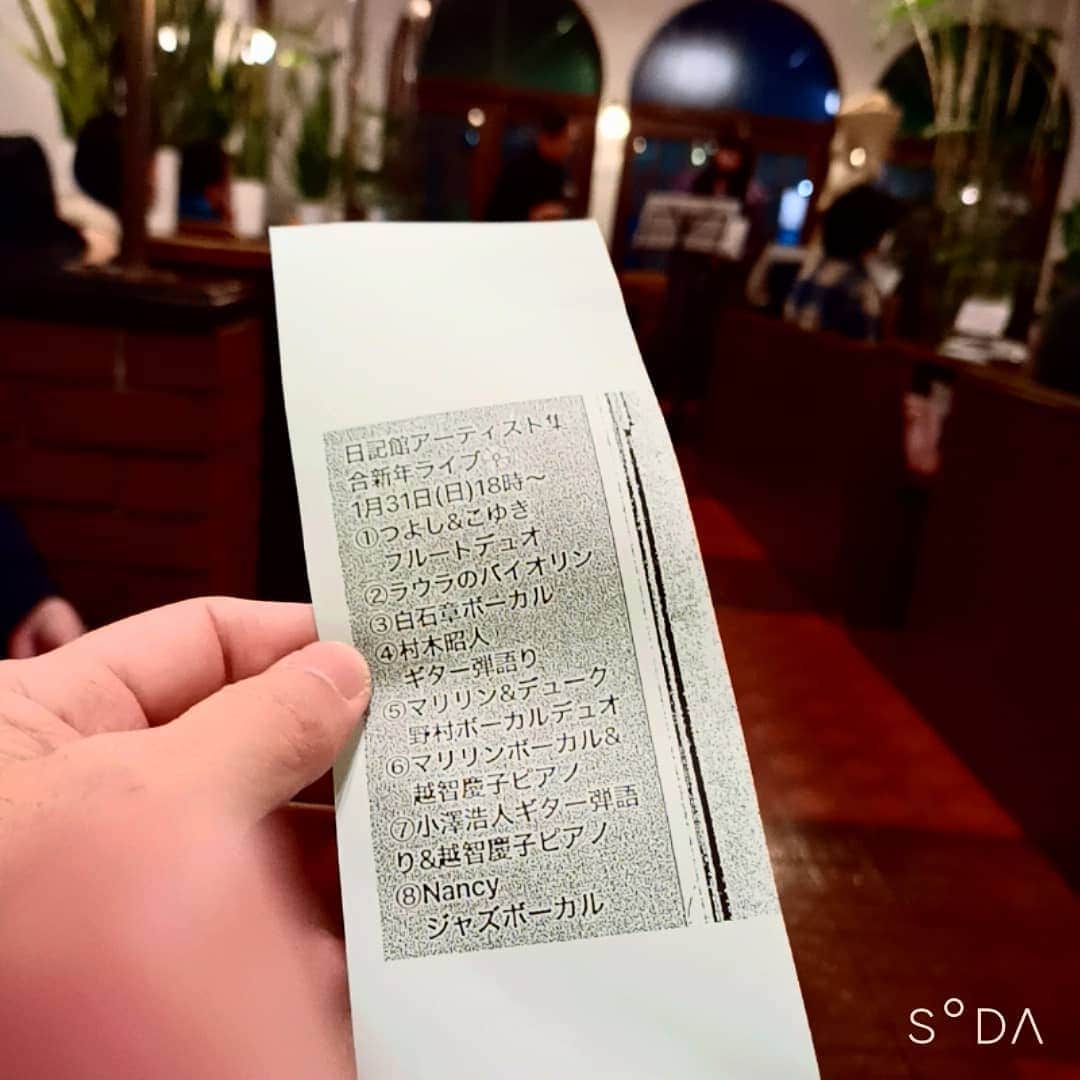 日記館アーティスト集
合新年ライブ
1月31日(日)18時～
①つよし&こゆき
フルートデュオ
②ラウラのバイオリン
③白石章ボーカル
④村木昭人
ギター弾語り
⑤マリリン&デューク
野村ボーカルデュオ
⑥マリリンボーカル&
越智慶子ピアノ
⑦小澤浩人ギター弾語
り&越智慶子ピアノ
⑧Nancy
ジャズボーカル
S°DA